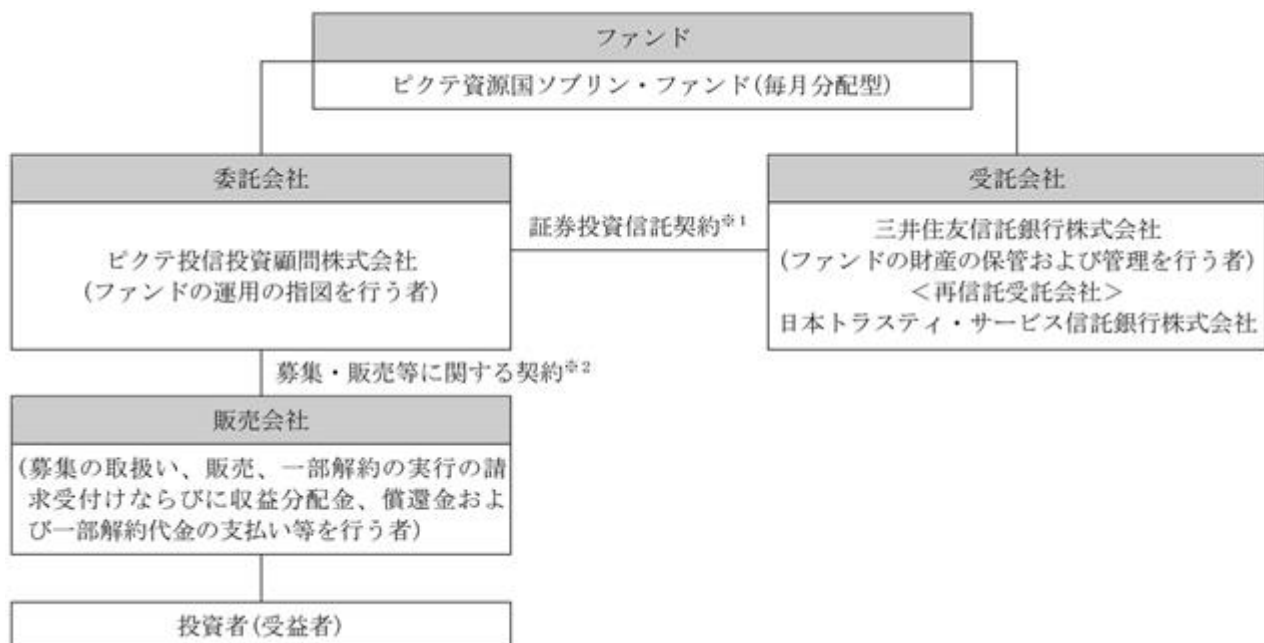 ファンド
ピクテ資源国ソブリン・ファンド(毎月分配型)
委託会社
ピクテ投信投資顧問株式会社
(ファンドの運用の指図を行う者)
証券投資信託契約※1
受託会社
三井住友信託銀行株式会社
(ファンドの財産の保管および管理を行う者)
<再信託受託会社>
日本トラスティ・サービス信託銀行株式会社
募集・販売等に関する契約※2
販売会社
(募集の取扱い、販売、一部解約の実行の請
求受付けならびに収益分配金、償還金およ
び一部解約代金の支払い等を行う者)
投資者(受益者)